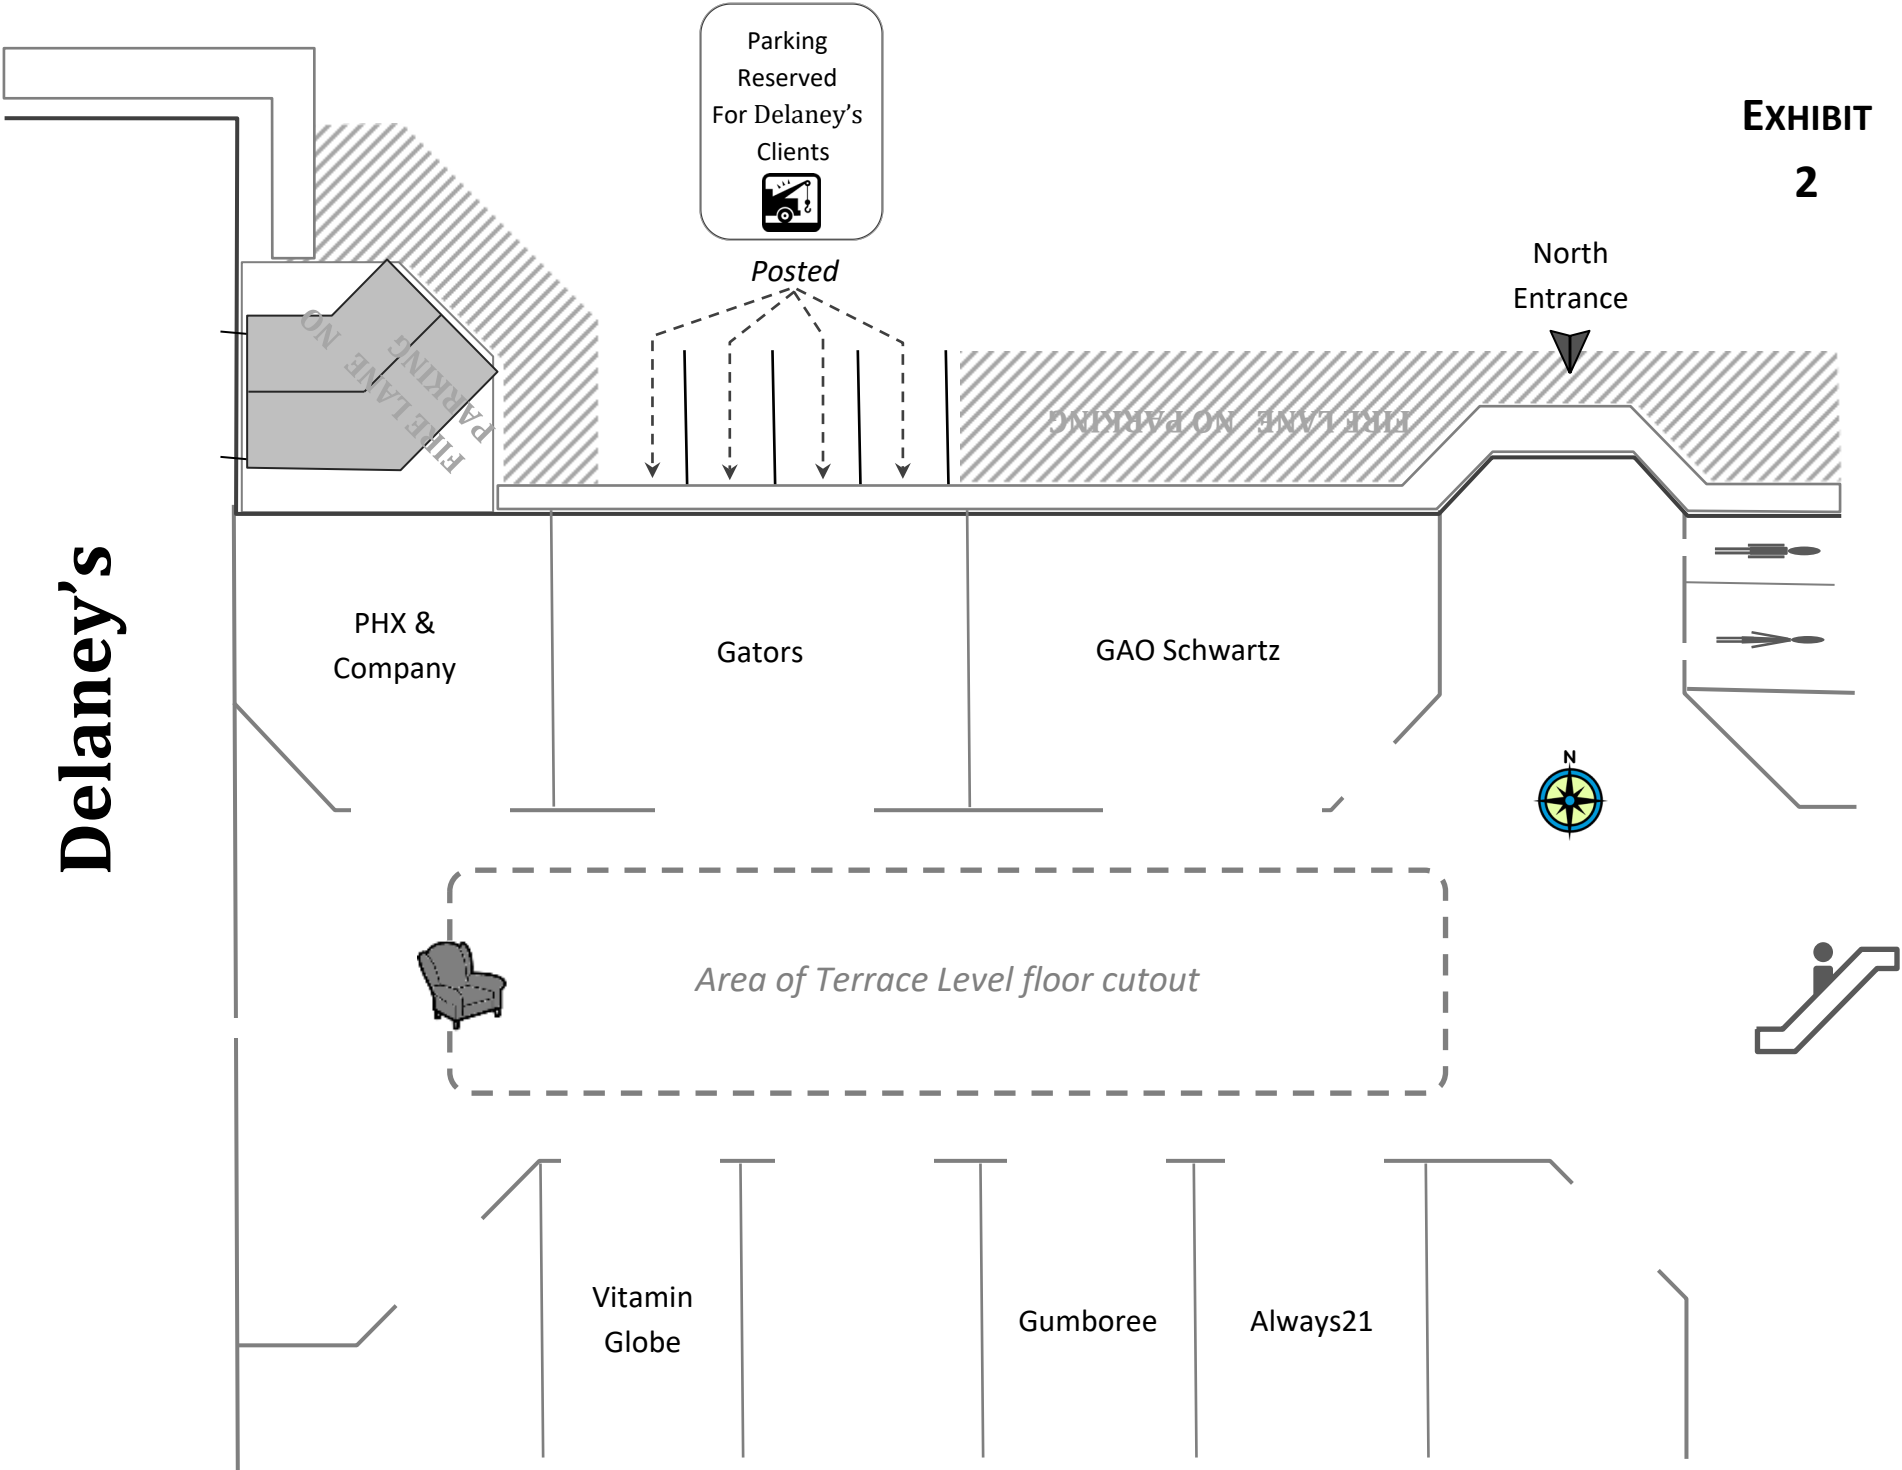 Parking
Reserved
For Delaney’s
Clients
EXHIBIT
2
Posted
North
Entrance
FIRE LANE NO
PARKING
FIRE LANE NO PARKING
Delaney’s
PHX &
Company
Gators
GAO Schwartz
N
Area of Terrace Level floor cutout
Vitamin
Globe
Gumboree
Always21